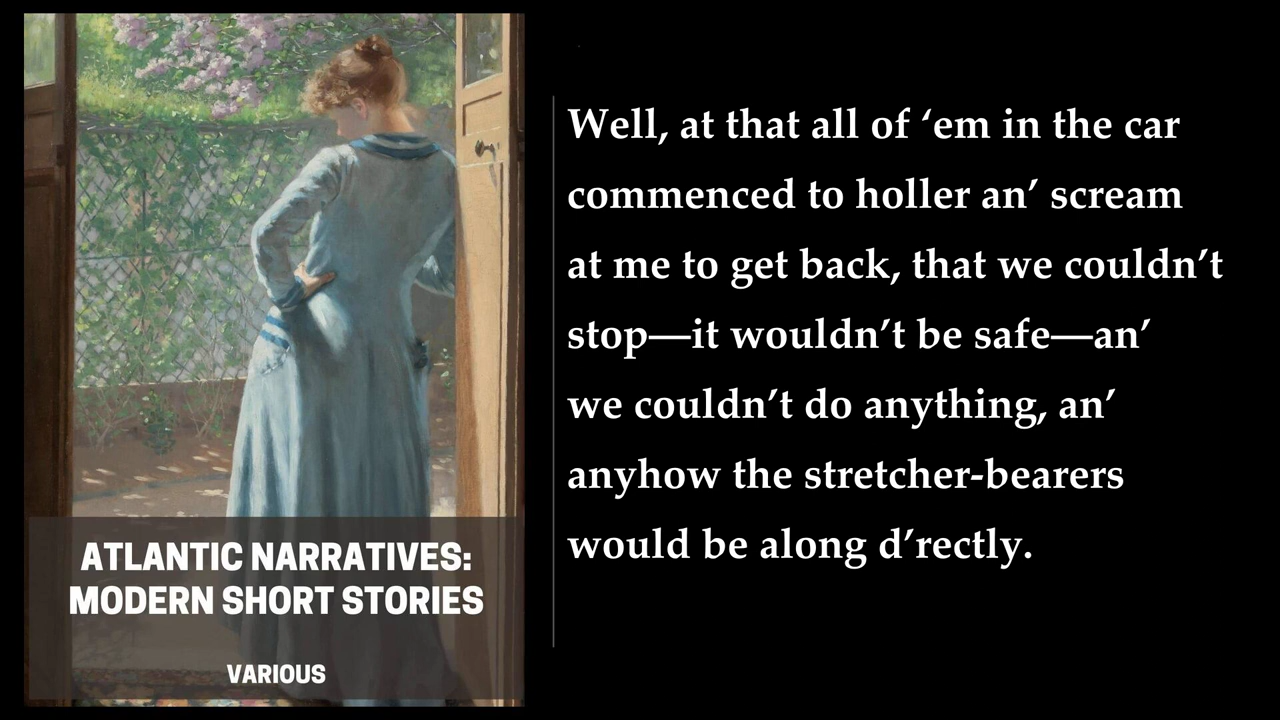 Well, at that all of ‘em in the car
commenced to holler an’ scream
at me to get back, that we couldn’t
stop—it wouldn’t be safe—an’
we couldn’t do anything, an’
anyhow the stretcher-bearers
would be along d’rectly.
ATLANTIC NARRATIVES:
MODERN SHORT STORIES
VARIOUS